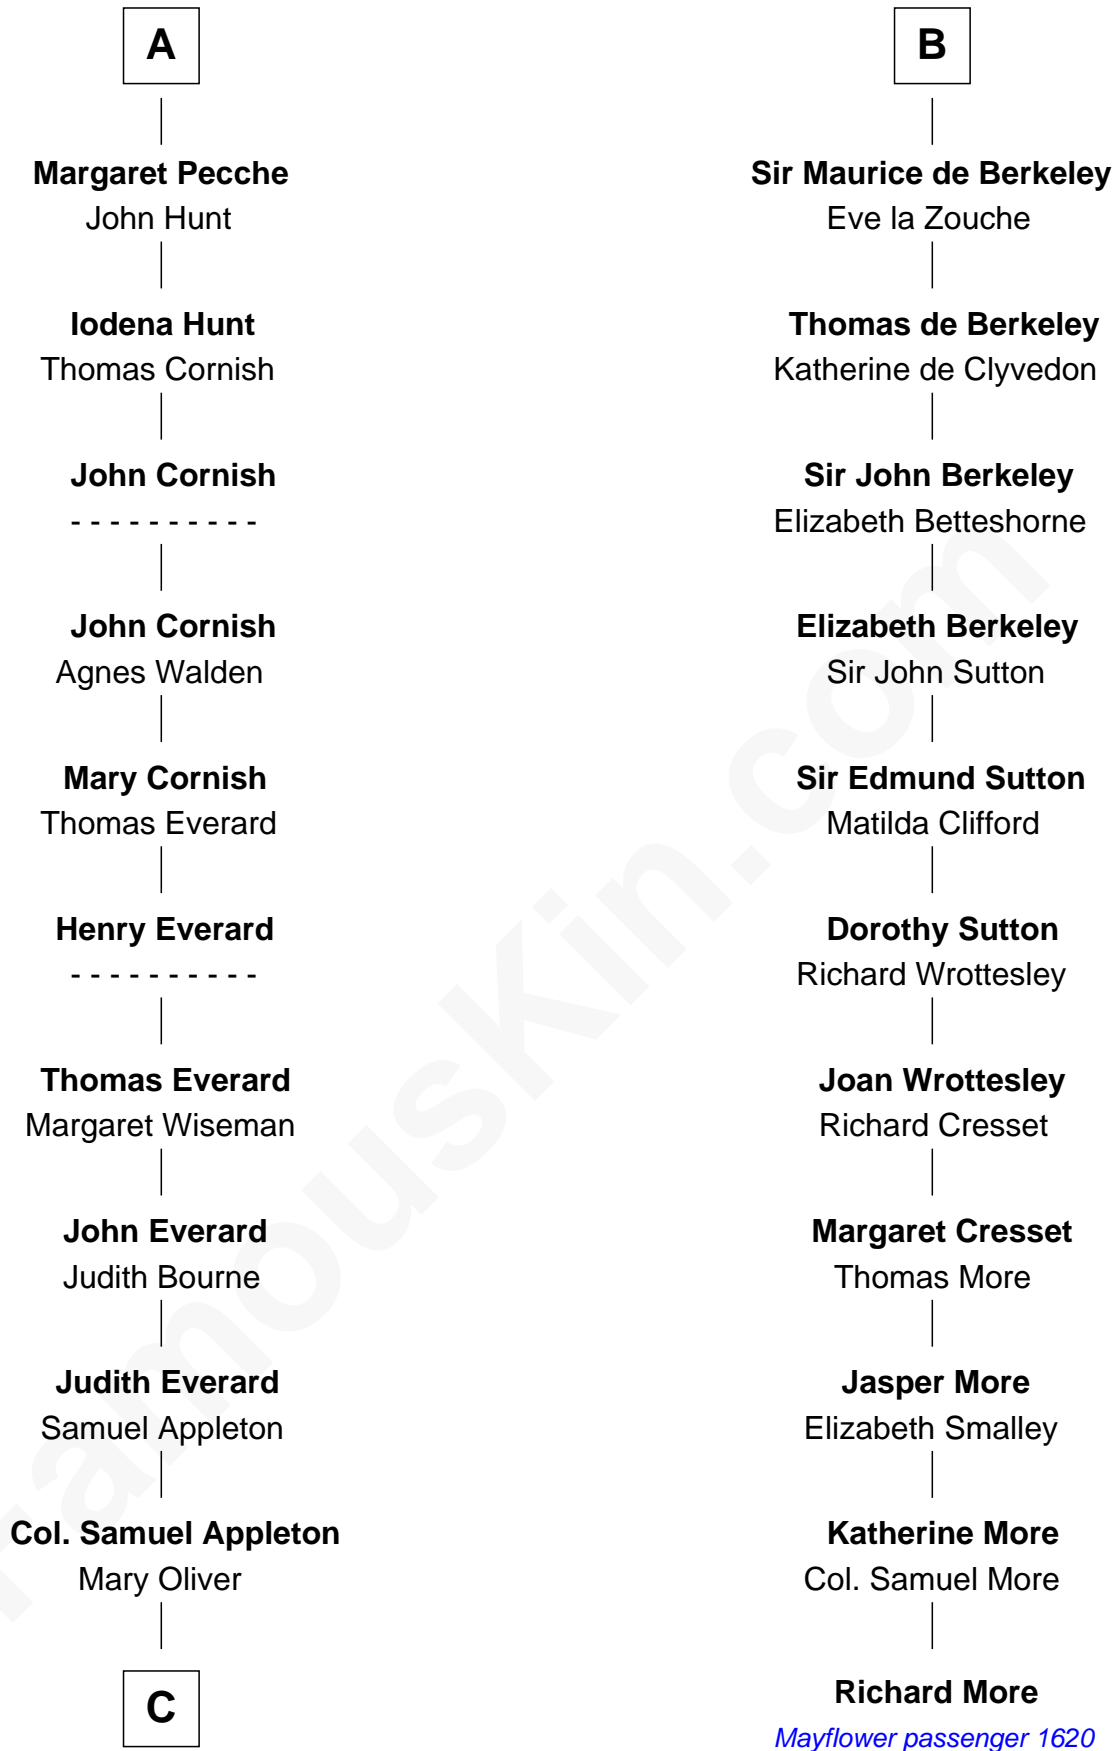 A
Margaret Pecche
John Hunt
Iodena Hunt
Thomas Cornish
John Cornish
- - - - - - - - - -
John Cornish
Agnes Walden
Mary Cornish
Thomas Everard
Henry Everard
- - - - - - - - - -
Thomas Everard
Margaret Wiseman
John Everard
Judith Bourne
Judith Everard
Samuel Appleton
Col. Samuel Appleton
Mary Oliver
C
B
Sir Maurice de Berkeley
Eve la Zouche
Thomas de Berkeley
Katherine de Clyvedon
Sir John Berkeley
Elizabeth Betteshorne
Elizabeth Berkeley
Sir John Sutton
Sir Edmund Sutton
Matilda Clifford
Dorothy Sutton
Richard Wrottesley
Joan Wrottesley
Richard Cresset
Margaret Cresset
Thomas More
Jasper More
Elizabeth Smalley
Katherine More
Col. Samuel More
Richard More
Mayflower passenger 1620
FamousKin.com